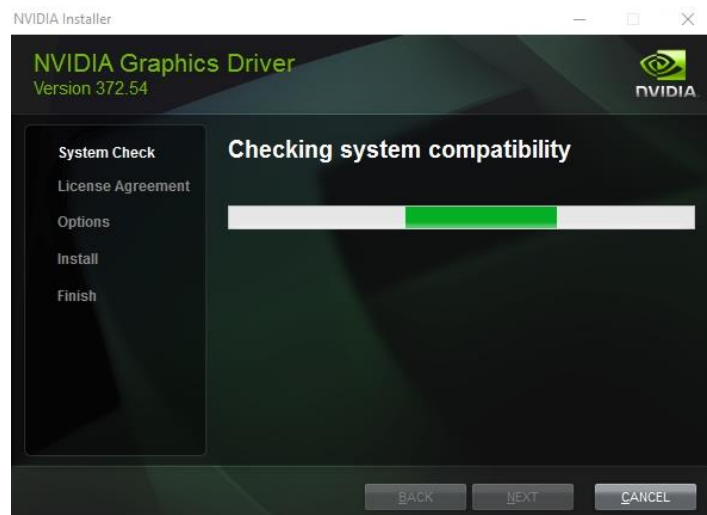 NVIDIA Installer
NVIDIA Graphics Driver
Version 372.54
NVIDIA
System Check
License Agreement
Options
Install
Finish
Checking system compatibility
BACK
NEXT
CANCEL